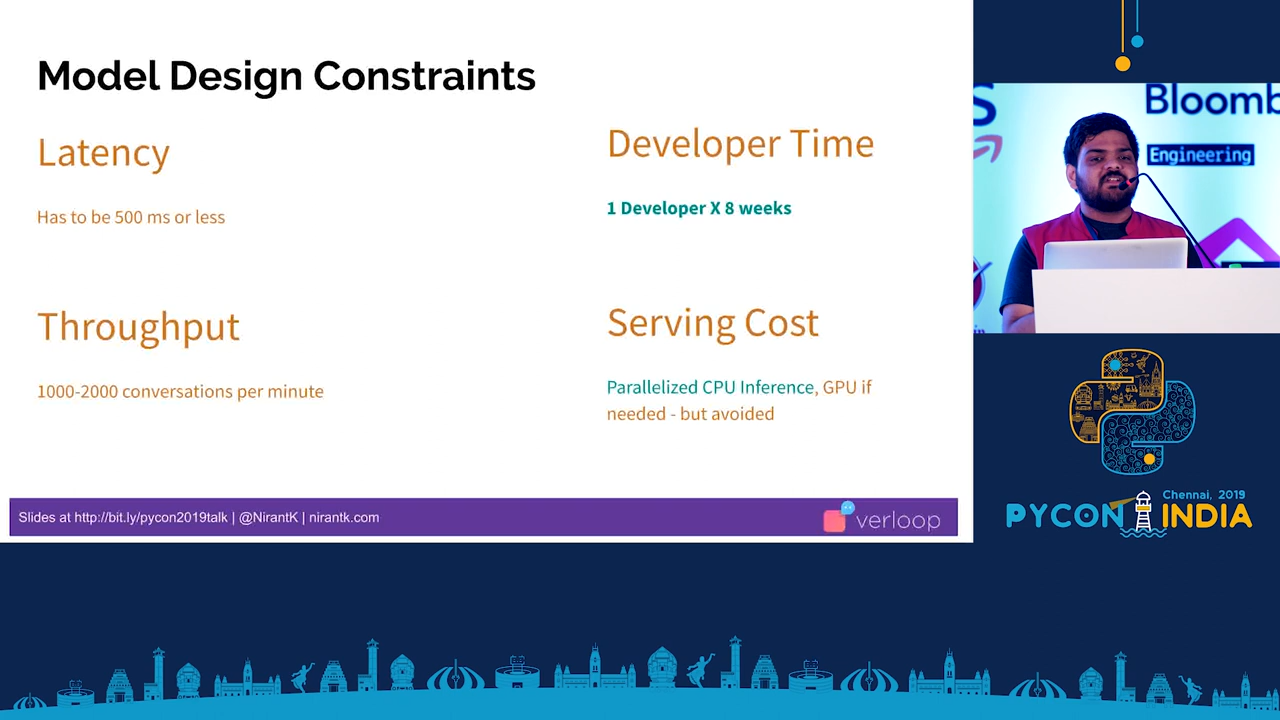 Model Design Constraints
Latency
Has to be 500 ms or less
Developer Time
1 Developer X 8 weeks
Throughput
1000-2000 conversations per minute
Serving Cost
Parallelized CPU Inference, GPU if
needed - but avoided
Slides at http://bit.ly/pycon2019talk | @NirantK | nirantk.com
verloop
Bloomb
Engineering
Chennai, 2019
PYCON INDIA